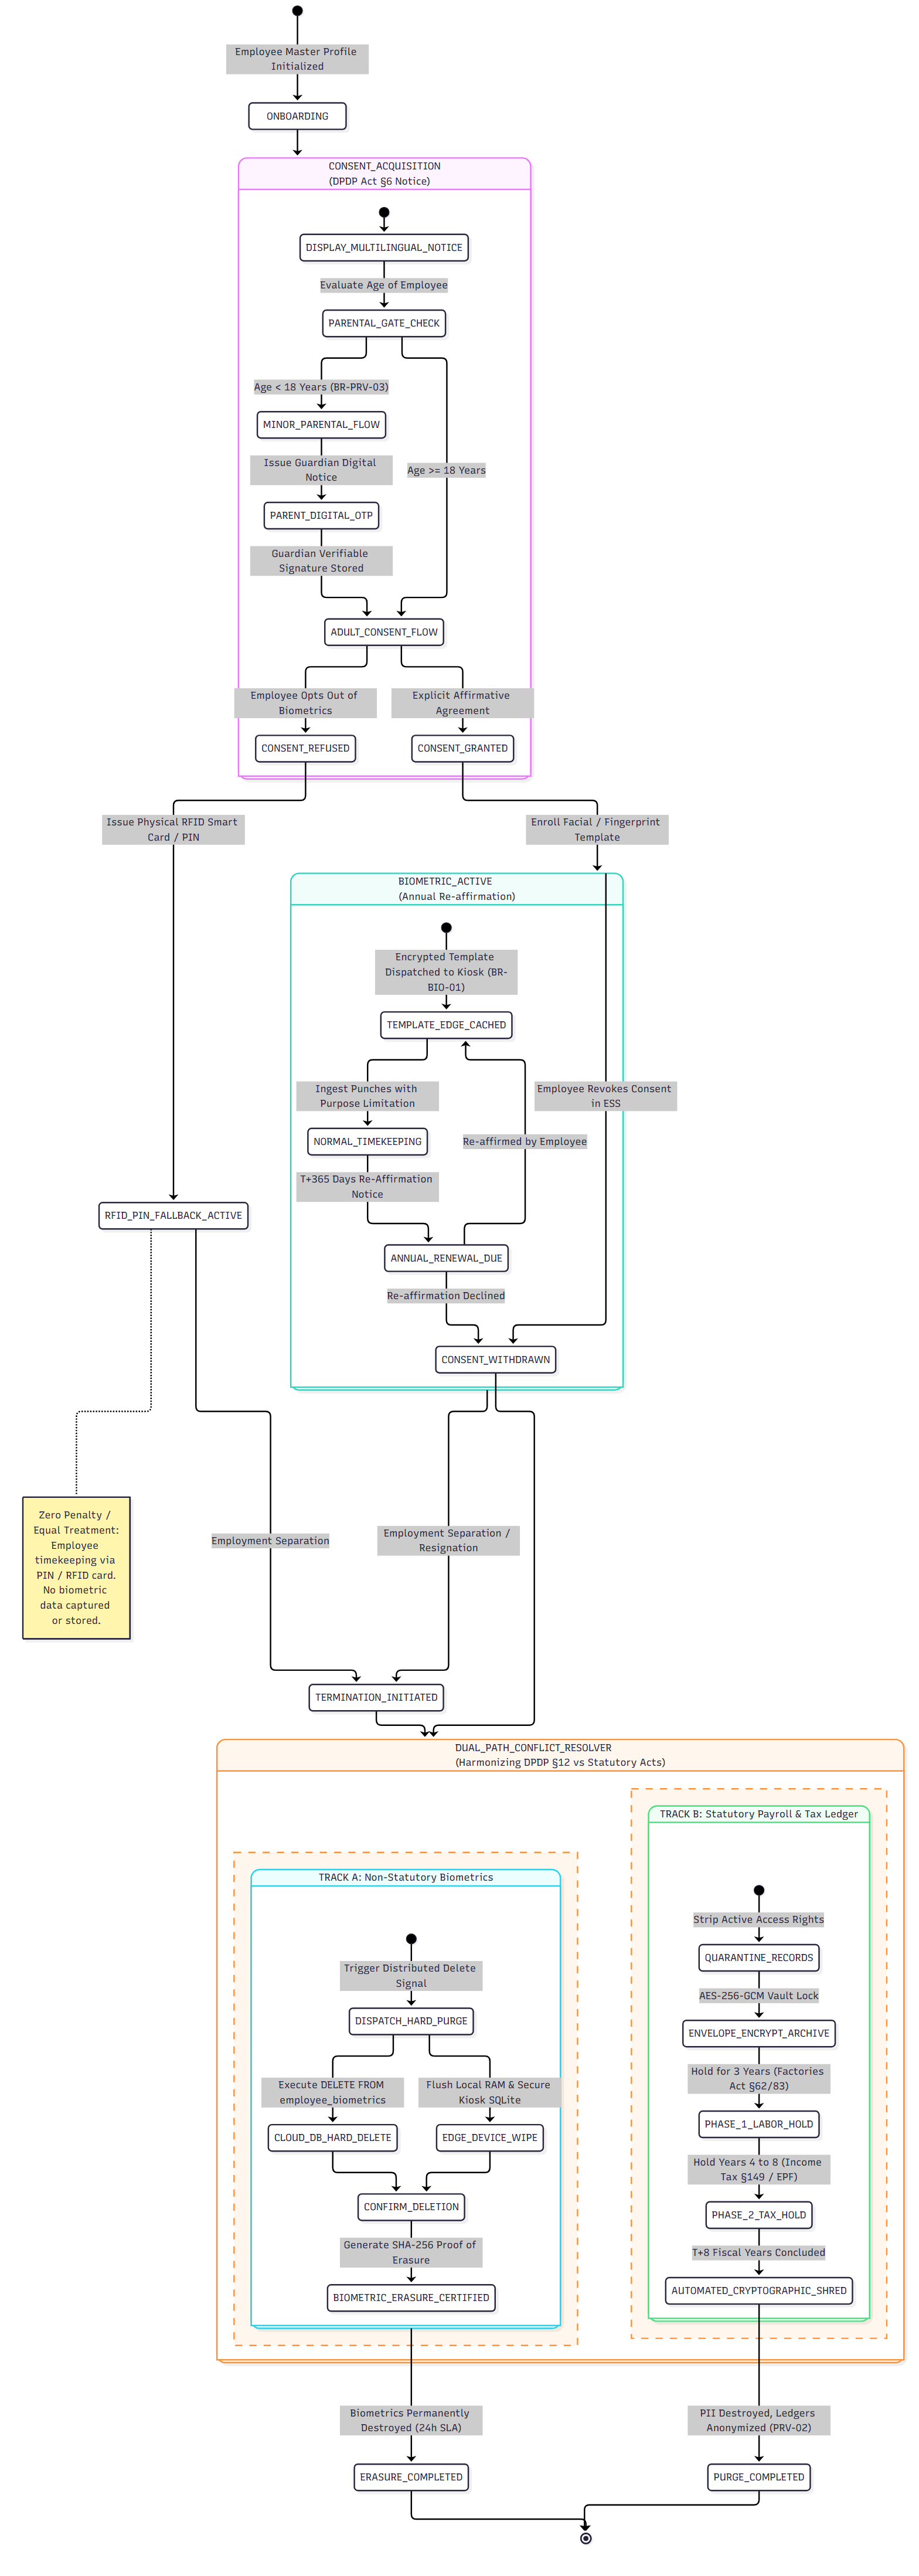 Employee Master Profile
Initialized
ONBOARDING
CONSENT_ACQUISITION
(DPDP Act §6 Notice)
DISPLAY_MULTILINGUAL_NOTICE
Evaluate Age of Employee
PARENTAL_GATE_CHECK
Age < 18 Years (BR-PRV-03)
MINOR_PARENTAL_FLOW
Issue Guardian Digital
Notice
Age >= 18 Years
PARENT_DIGITAL_OTP
Guardian Verifiable
Signature Stored
ADULT_CONSENT_FLOW
Employee Opts Out of
Biometrics
Explicit Affirmative
Agreement
CONSENT_REFUSED
CONSENT_GRANTED
Issue Physical RFID Smart
Card / PIN
Enroll Facial / Fingerprint
Template
BIOMETRIC_ACTIVE
(Annual Re-affirmation)
Encrypted Template
Dispatched to Kiosk (BR-
BIO-01)
TEMPLATE_EDGE_CACHED
Ingest Punches with
Purpose Limitation
Employee Revokes Consent
in ESS
NORMAL_TIMEKEEPING
Re-affirmed by Employee
T+365 Days Re-Affirmation
Notice
RFID_PIN_FALLBACK_ACTIVE
ANNUAL_RENEWAL_DUE
Re-affirmation Declined
CONSENT_WITHDRAWN
Zero Penalty /
Equal Treatment:
Employee
timekeeping via
PIN / RFID card.
No biometric
data captured
or stored.
Employment Separation
Employment Separation /
Resignation
TERMINATION_INITIATED
DUAL_PATH_CONFLICT_RESOLVER
(Harmonizing DPDP §12 vs Statutory Acts)
TRACK A: Non-Statutory Biometrics
Trigger Distributed Delete
Signal
DISPATCH_HARD_PURGE
Execute DELETE FROM
employee_biometrics
Flush Local RAM & Secure
Kiosk SQLite
CLOUD_DB_HARD_DELETE
EDGE_DEVICE_WIPE
CONFIRM_DELETION
Generate SHA-256 Proof of
Erasure
BIOMETRIC_ERASURE_CERTIFIED
TRACK B: Statutory Payroll & Tax Ledger
Strip Active Access Rights
QUARANTINE_RECORDS
AES-256-GCM Vault Lock
ENVELOPE_ENCRYPT_ARCHIVE
Hold for 3 Years (Factories
Act §62/83)
PHASE_1_LABOR_HOLD
Hold Years 4 to 8 (Income
Tax §149 / EPF)
PHASE_2_TAX_HOLD
T+8 Fiscal Years Concluded
AUTOMATED_CRYPTOGRAPHIC_SHRED
Biometrics Permanently
Destroyed (24h SLA)
PII Destroyed, Ledgers
Anonymized (PRV-02)
ERASURE_COMPLETED
PURGE_COMPLETED